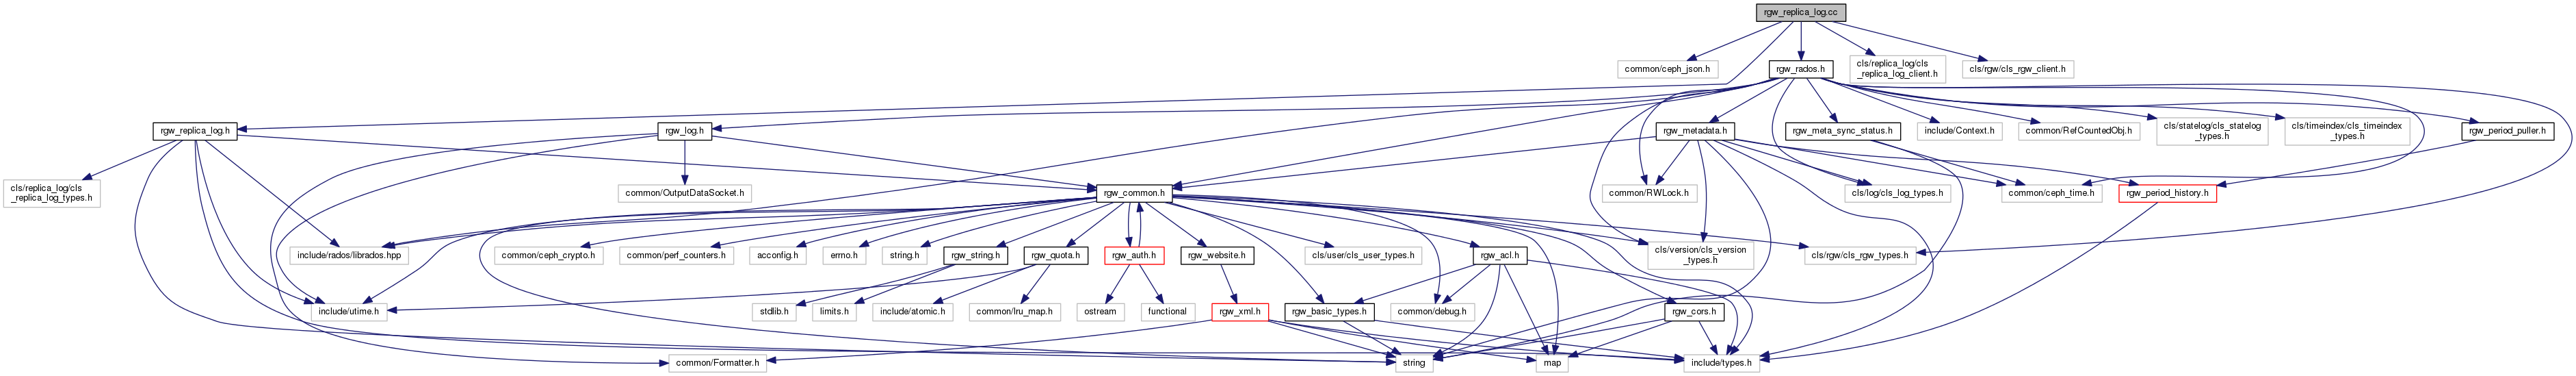 rgw_replica_log.cc
common/ceph_json.h
rgw_rados.h
cls/replica_log/cls
_replica_log_client.h
cls/rgw/cls_rgw_client.h
rgw_replica_log.h
rgw_log.h
rgw_metadata.h
rgw_meta_sync_status.h
include/Context.h
common/RefCountedObj.h
cls/statelog/cls_statelog
_types.h
cls/timeindex/cls_timeindex
_types.h
rgw_period_puller.h
cls/replica_log/cls
_replica_log_types.h
common/OutputDataSocket.h
rgw_common.h
common/RWLock.h
cls/log/cls_log_types.h
common/ceph_time.h
rgw_period_history.h
include/rados/librados.hpp
common/ceph_crypto.h
common/perf_counters.h
acconfig.h
errno.h
string.h
rgw_string.h
rgw_quota.h
rgw_auth.h
rgw_website.h
cls/user/cls_user_types.h
rgw_acl.h
cls/version/cls_version
_types.h
cls/rgw/cls_rgw_types.h
include/utime.h
stdlib.h
limits.h
include/atomic.h
common/lru_map.h
ostream
functional
rgw_xml.h
rgw_basic_types.h
common/debug.h
rgw_cors.h
common/Formatter.h
string
map
include/types.h